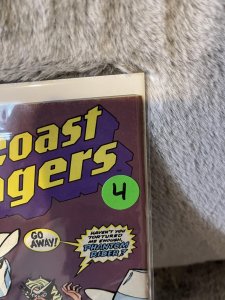 Coast
ngers
4
GO
AWAY!
HAVEN'T YOU
TORTURED
ME ENOUGH,
PHANTOM
RIDER?